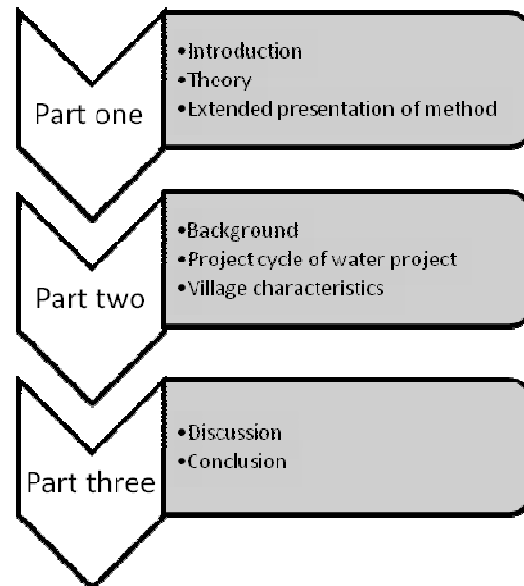 Part one
•Introduction
•Theory
•Extended presentation of method
Part two
•Background
•Project cycle of water project
•Village characteristics
Part three
•Discussion
•Conclusion